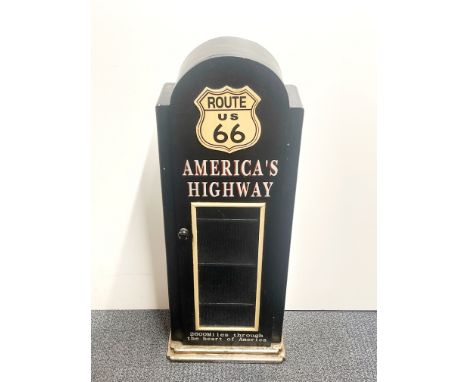 ROUTE
US
66
AMERICA'S
HIGHWAY
2000Miles through
the heart of America